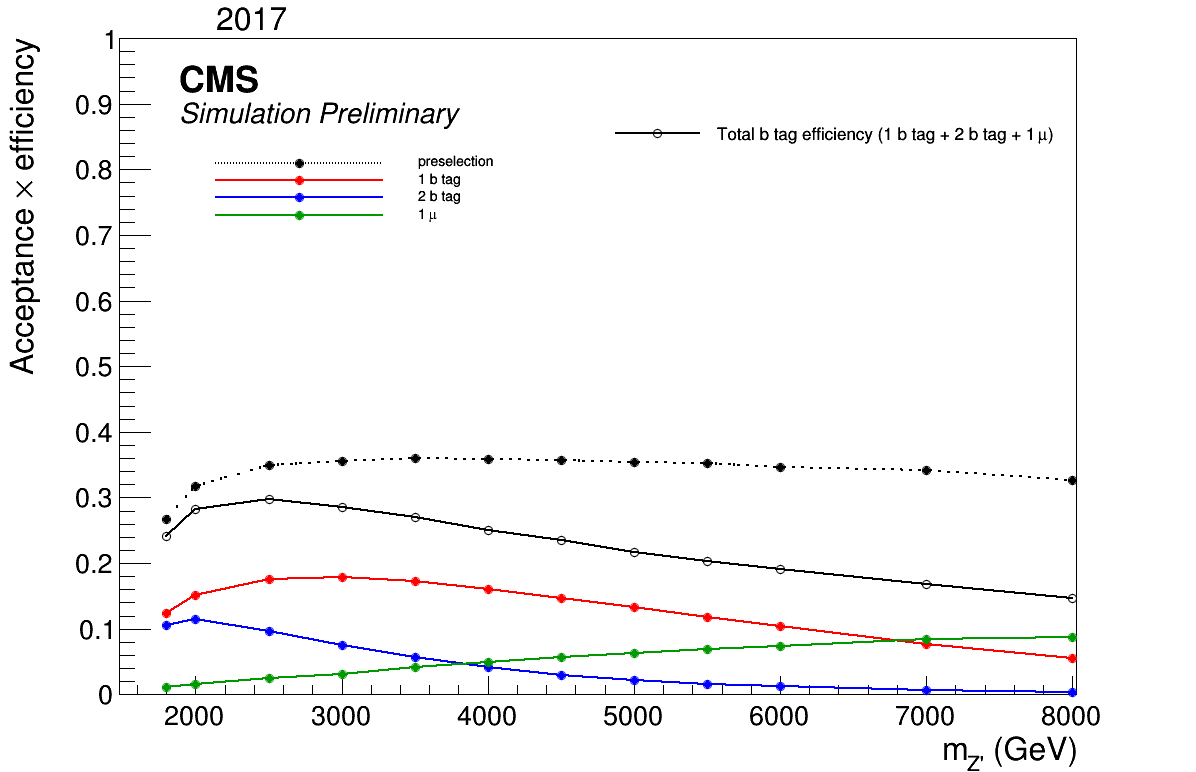 2017
CMS
Simulation Preliminary
preselection
1 b tag
2 b tag
1 μ
Total b tag efficiency (1 b tag + 2 b tag + 1 μ)
Acceptance × efficiency
1
0.9
0.8
0.7
0.6
0.5
0.4
0.3
0.2
0.1
0
2000 3000 4000 5000 6000 7000 8000
m_Z' (GeV)